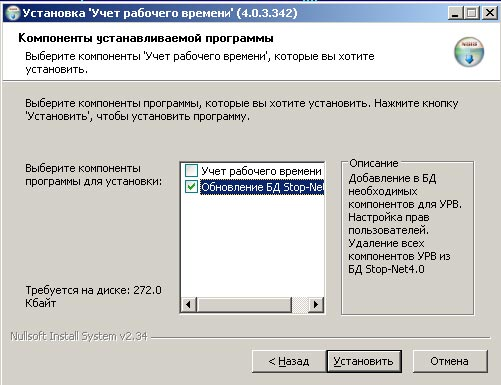 Установка 'Учет рабочего времени' (4.0.3.342)
Компоненты устанавливаемой программы
Выберите компоненты 'Учет рабочего времени', которые вы хотите
установить.
Выберите компоненты программы, которые вы хотите установить. Нажмите кнопку
'Установить', чтобы установить программу.
Выберите компоненты
программы для установки:
Учет рабочего времени
Обновление БД Stop-Net
Описание
Добавление в БД
необходимых
компонентов для УРВ.
Настройка прав
пользователей.
Удаление всех
компонентов УРВ из
БД Stop-Net4.0
Требуется на диске: 272.0
Кбайт
Nullsoft Install System v2.34
< Назад
Установить
Отмена